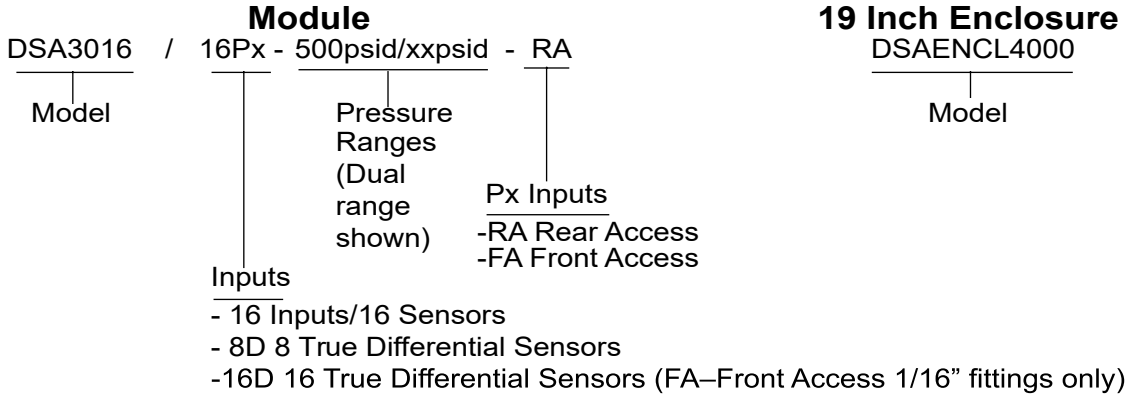 Module
19 Inch Enclosure
DSA3016 / 16Px - 500psid/xxpsid - RA
DSAENCL4000
Model
Pressure
Ranges
(Dual
range
shown)
Model
Px Inputs
-RA Rear Access
-FA Front Access
Inputs
- 16 Inputs/16 Sensors
- 8D 8 True Differential Sensors
-16D 16 True Differential Sensors (FA–Front Access 1/16” fittings only)